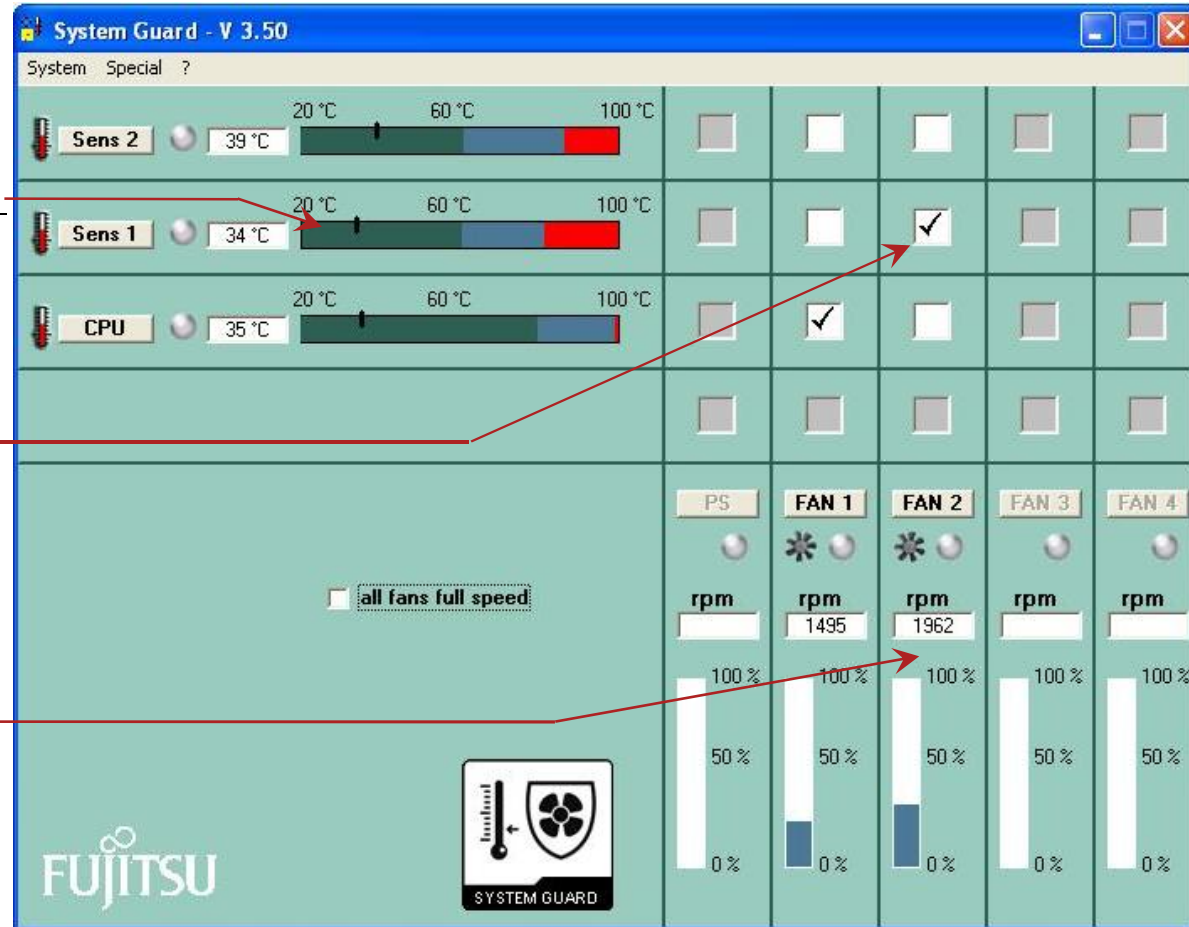 System Guard - V 3.50
System Special ?
20 °C 60 °C 100 °C
Sens 2 39 °C
20 °C 60 °C 100 °C
Sens 1 34 °C
20 °C 60 °C 100 °C
CPU 35 °C
PS FAN 1 FAN 2 FAN 3 FAN 4
all fans full speed
rpm rpm rpm rpm rpm
1495 1962
100 % 100 % 100 % 100 % 100 %
50 % 50 % 50 % 50 % 50 %
0 % 0 % 0 % 0 % 0 %
FUJITSU
SYSTEM GUARD